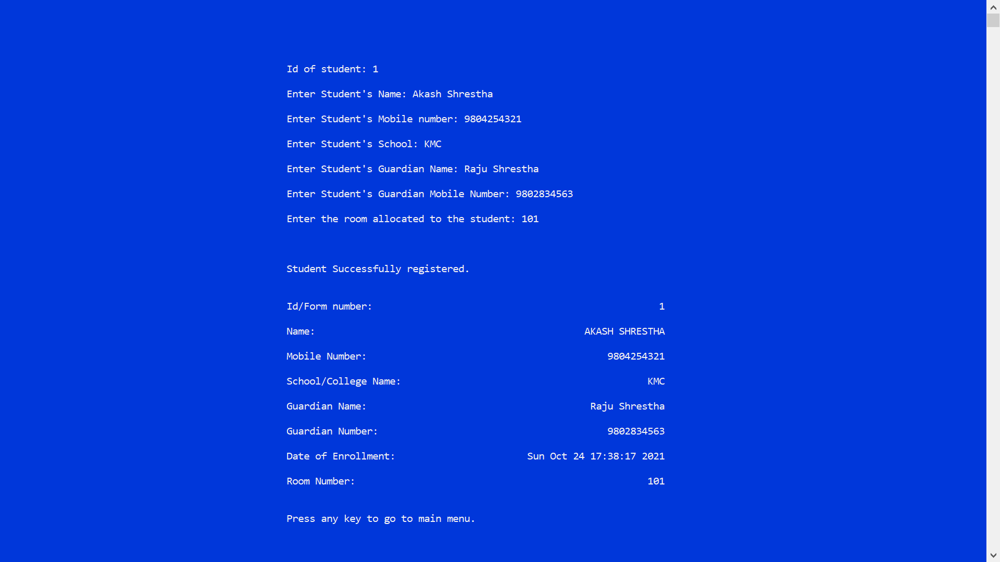 Id of student: 1
Enter Student's Name: Akash Shrestha
Enter Student's Mobile number: 9804254321
Enter Student's School: KMC
Enter Student's Guardian Name: Raju Shrestha
Enter Student's Guardian Mobile Number: 9802834563
Enter the room allocated to the student: 101
Student Successfully registered.
Id/Form number: 1
Name: AKASH SHRESTHA
Mobile Number: 9804254321
School/College Name: KMC
Guardian Name: Raju Shrestha
Guardian Number: 9802834563
Date of Enrollment: Sun Oct 24 17:38:17 2021
Room Number: 101
Press any key to go to main menu.